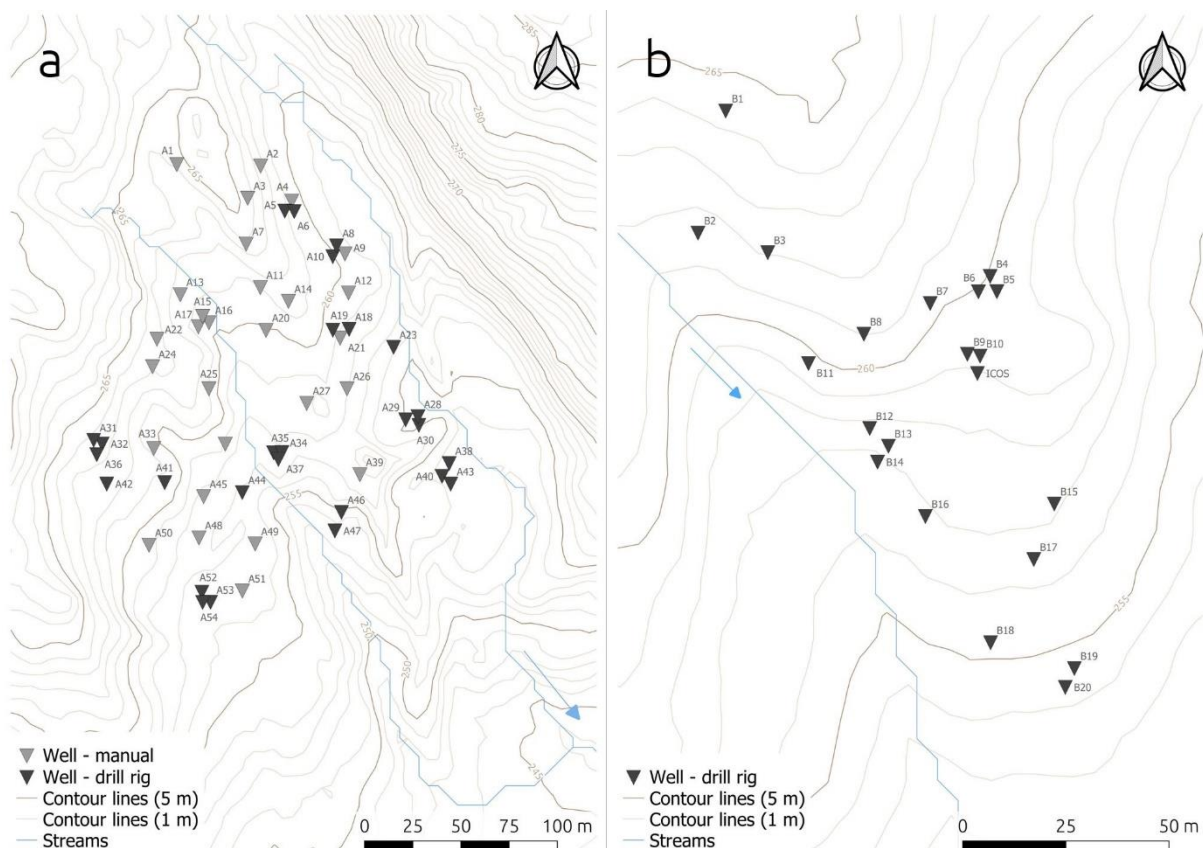 a
285
280
275
270
265
265
265
260
255
250
250
245
A1
A2
A3
A4
A5
A6
A7
A8
A9
A10
A11
A12
A13
A14
A15
A16
A17
A18
A19
A20
A21
A22
A23
A24
A25
A26
A27
A28
A29
A30
A31
A32
A33
A34
A35
A36
A37
A38
A39
A40
A41
A42
A43
A44
A45
A46
A47
A48
A49
A50
A51
A52
A53
A54
Well - manual
Well - drill rig
Contour lines (5 m)
Contour lines (1 m)
Streams
0 25 50 75 100 m
b
265
260
255
B1
B2
B3
B4
B5
B6
B7
B8
B9
B10
ICOS
B11
B12
B13
B14
B15
B16
B17
B18
B19
B20
Well - drill rig
Contour lines (5 m)
Contour lines (1 m)
Streams
0 25 50 m